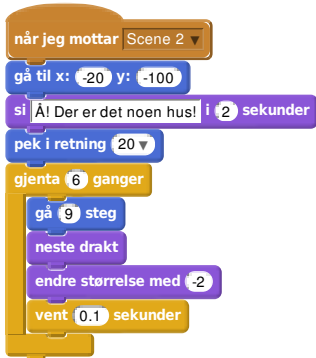 når jeg mottar Scene 2
gå til x: -20 y: -100
si Å! Der er det noen hus! i 2 sekunder
pek i retning 20
gjenta 6 ganger
gå 9 steg
neste drakt
endre størrelse med -2
vent 0.1 sekunder